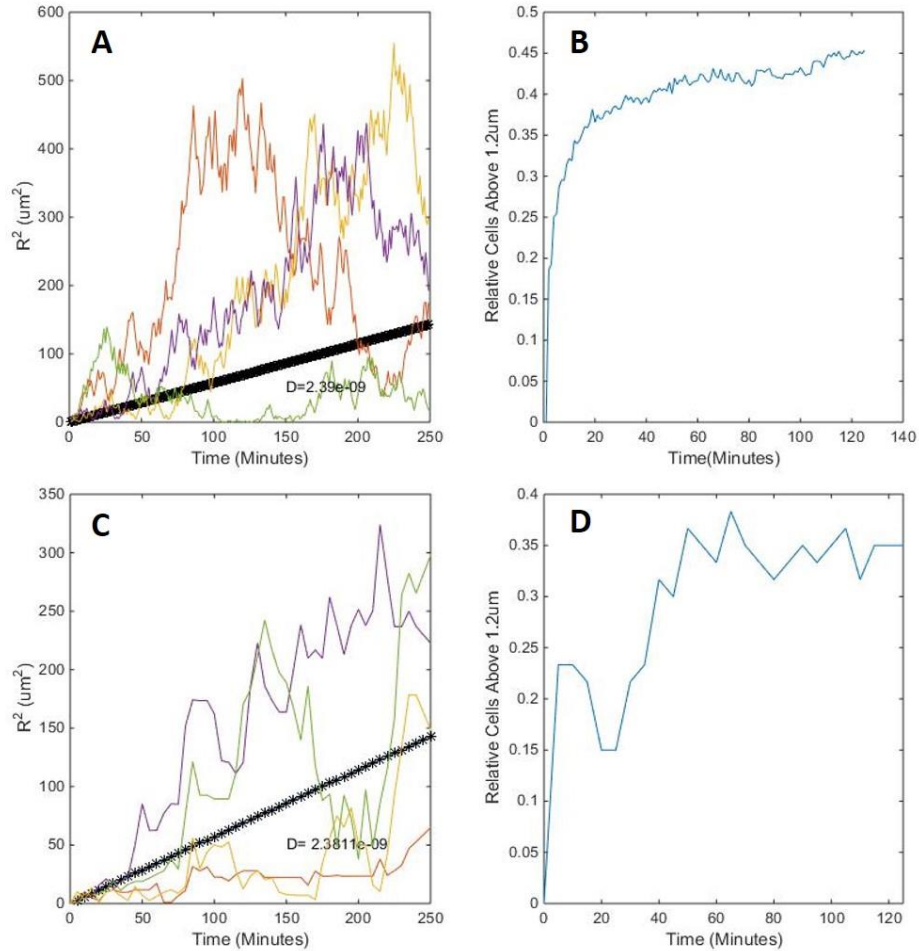 A
600
500
400
300
200
100
0
R² (um²)
D=2.39e-09
0 50 100 150 200 250
Time (Minutes)
B
0.45
0.4
0.35
0.3
0.25
0.2
0.15
0.1
0.05
0
Relative Cells Above 1.2um
0 20 40 60 80 100 120 140
Time(Minutes)
C
350
300
250
200
150
100
50
0
R² (um²)
D= 2.3811e-09
0 50 100 150 200 250
Time (Minutes)
D
0.4
0.35
0.3
0.25
0.2
0.15
0.1
0.05
0
Relative Cells Above 1.2um
0 20 40 60 80 100 120
Time (Minutes)